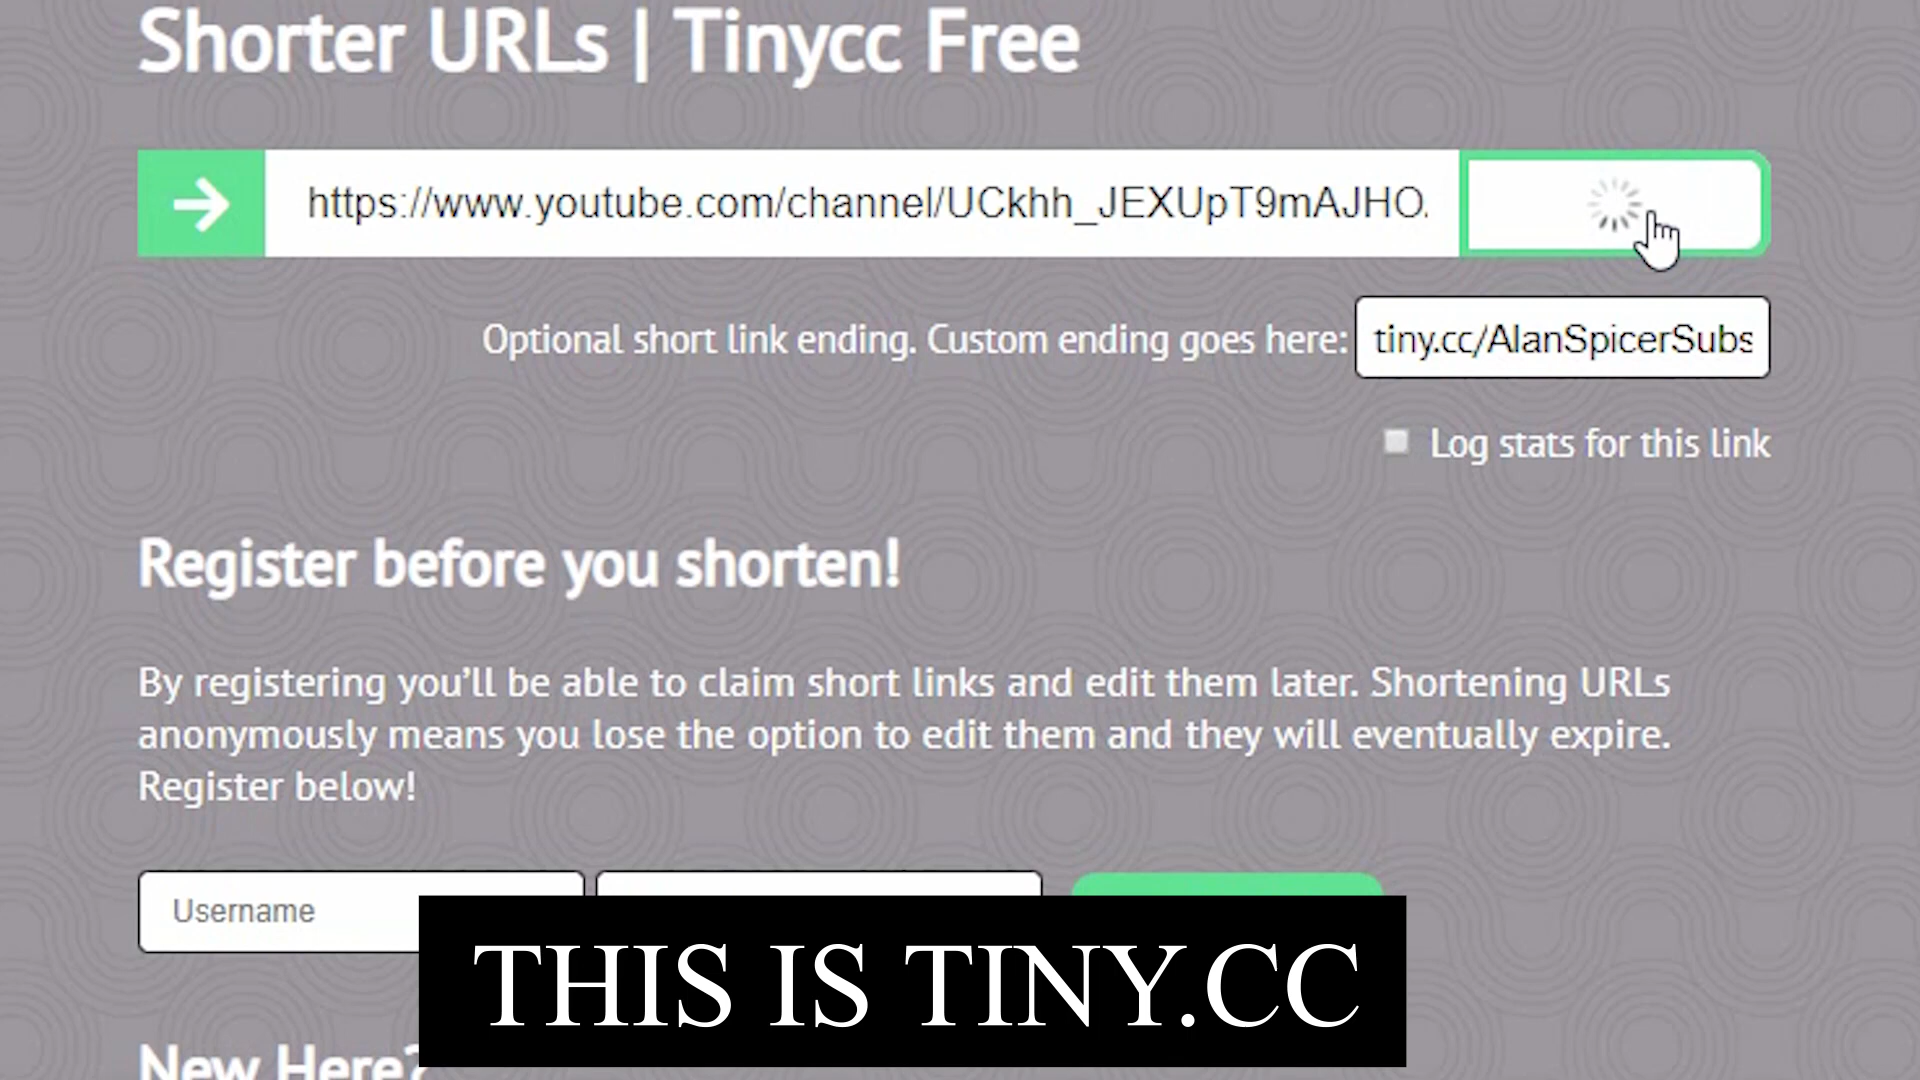 Shorter URLs | Tinycc Free
https://www.youtube.com/channel/UCkhh_JEXUpT9mAJHO.
Optional short link ending. Custom ending goes here: tiny.cc/AlanSpicerSubs
Log stats for this link
Register before you shorten!
By registering you’ll be able to claim short links and edit them later. Shortening URLs
anonymously means you lose the option to edit them and they will eventually expire.
Register below!
Username
THIS IS TINY.CC
New Here?